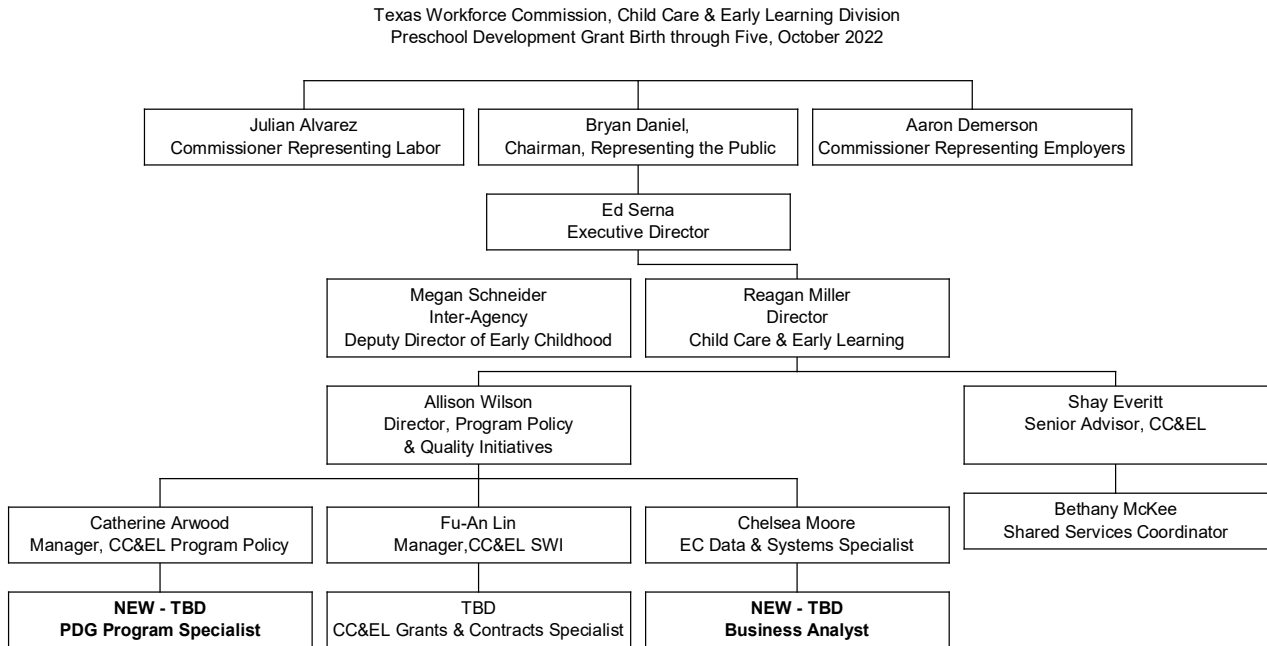 Texas Workforce Commission, Child Care & Early Learning Division
Preschool Development Grant Birth through Five, October 2022
Julian Alvarez
Commissioner Representing Labor
Bryan Daniel,
Chairman, Representing the Public
Aaron Demerson
Commissioner Representing Employers
Ed Serna
Executive Director
Megan Schneider
Inter-Agency
Deputy Director of Early Childhood
Reagan Miller
Director
Child Care & Early Learning
Allison Wilson
Director, Program Policy
& Quality Initiatives
Shay Everitt
Senior Advisor, CC&EL
Catherine Arwood
Manager, CC&EL Program Policy
Fu-An Lin
Manager,CC&EL SWI
Chelsea Moore
EC Data & Systems Specialist
Bethany McKee
Shared Services Coordinator
NEW - TBD
PDG Program Specialist
TBD
CC&EL Grants & Contracts Specialist
NEW - TBD
Business Analyst